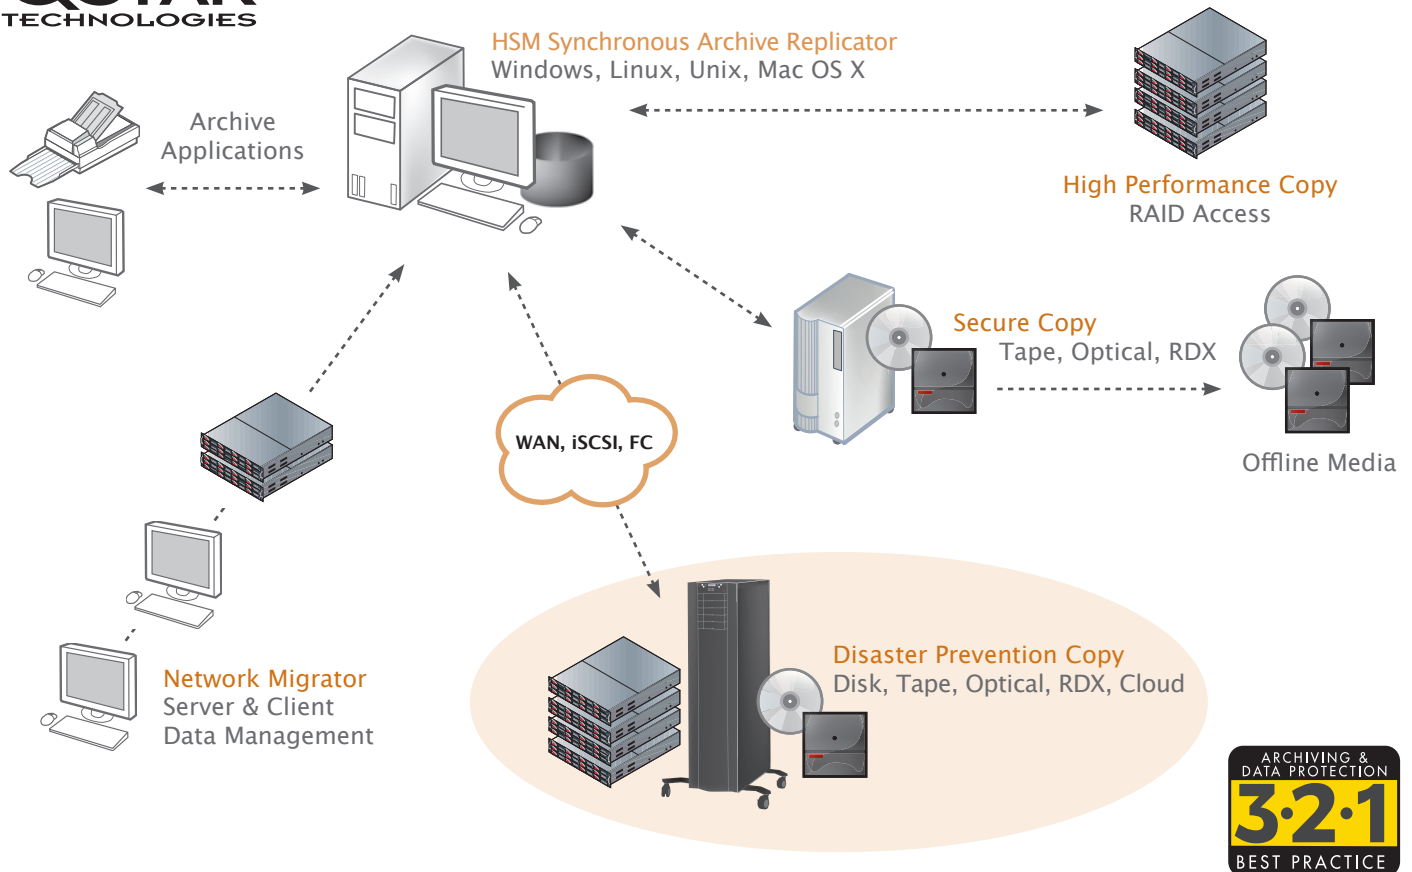 TECHNOLOGIES
HSM Synchronous Archive Replicator
Windows, Linux, Unix, Mac OS X
Archive
Applications
High Performance Copy
RAID Access
Secure Copy
Tape, Optical, RDX
Offline Media
WAN, iSCSI, FC
Network Migrator
Server & Client
Data Management
Disaster Prevention Copy
Disk, Tape, Optical, RDX, Cloud
ARCHIVING &
DATA PROTECTION
3·2·1
BEST PRACTICE